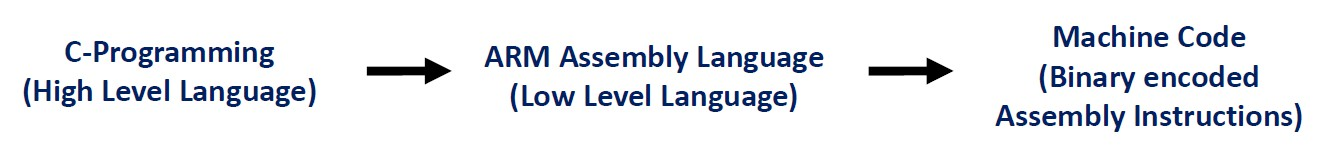 C-Programming
(High Level Language)
ARM Assembly Language
(Low Level Language)
Machine Code
(Binary encoded
Assembly Instructions)